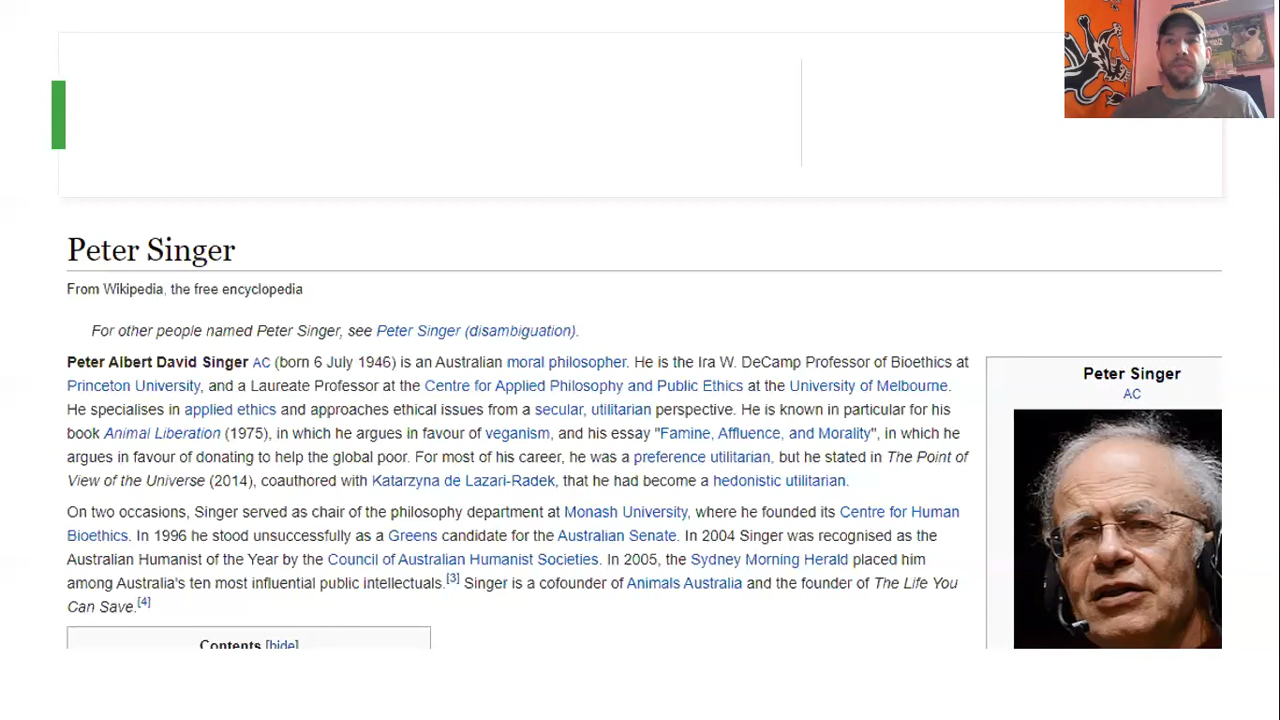 Peter Singer
From Wikipedia, the free encyclopedia
For other people named Peter Singer, see Peter Singer (disambiguation).
Peter Albert David Singer AC (born 6 July 1946) is an Australian moral philosopher. He is the Ira W. DeCamp Professor of Bioethics at
Princeton University, and a Laureate Professor at the Centre for Applied Philosophy and Public Ethics at the University of Melbourne.
He specialises in applied ethics and approaches ethical issues from a secular, utilitarian perspective. He is known in particular for his
book Animal Liberation (1975), in which he argues in favour of veganism, and his essay "Famine, Affluence, and Morality", in which he
argues in favour of donating to help the global poor. For most of his career, he was a preference utilitarian, but he stated in The Point of
View of the Universe (2014), coauthored with Katarzyna de Lazari-Radek, that he had become a hedonistic utilitarian.
On two occasions, Singer served as chair of the philosophy department at Monash University, where he founded its Centre for Human
Bioethics. In 1996 he stood unsuccessfully as a Greens candidate for the Australian Senate. In 2004 Singer was recognised as the
Australian Humanist of the Year by the Council of Australian Humanist Societies. In 2005, the Sydney Morning Herald placed him
among Australia's ten most influential public intellectuals.[3] Singer is a cofounder of Animals Australia and the founder of The Life You
Can Save.[4]
Contents [hide]
Peter Singer
AC